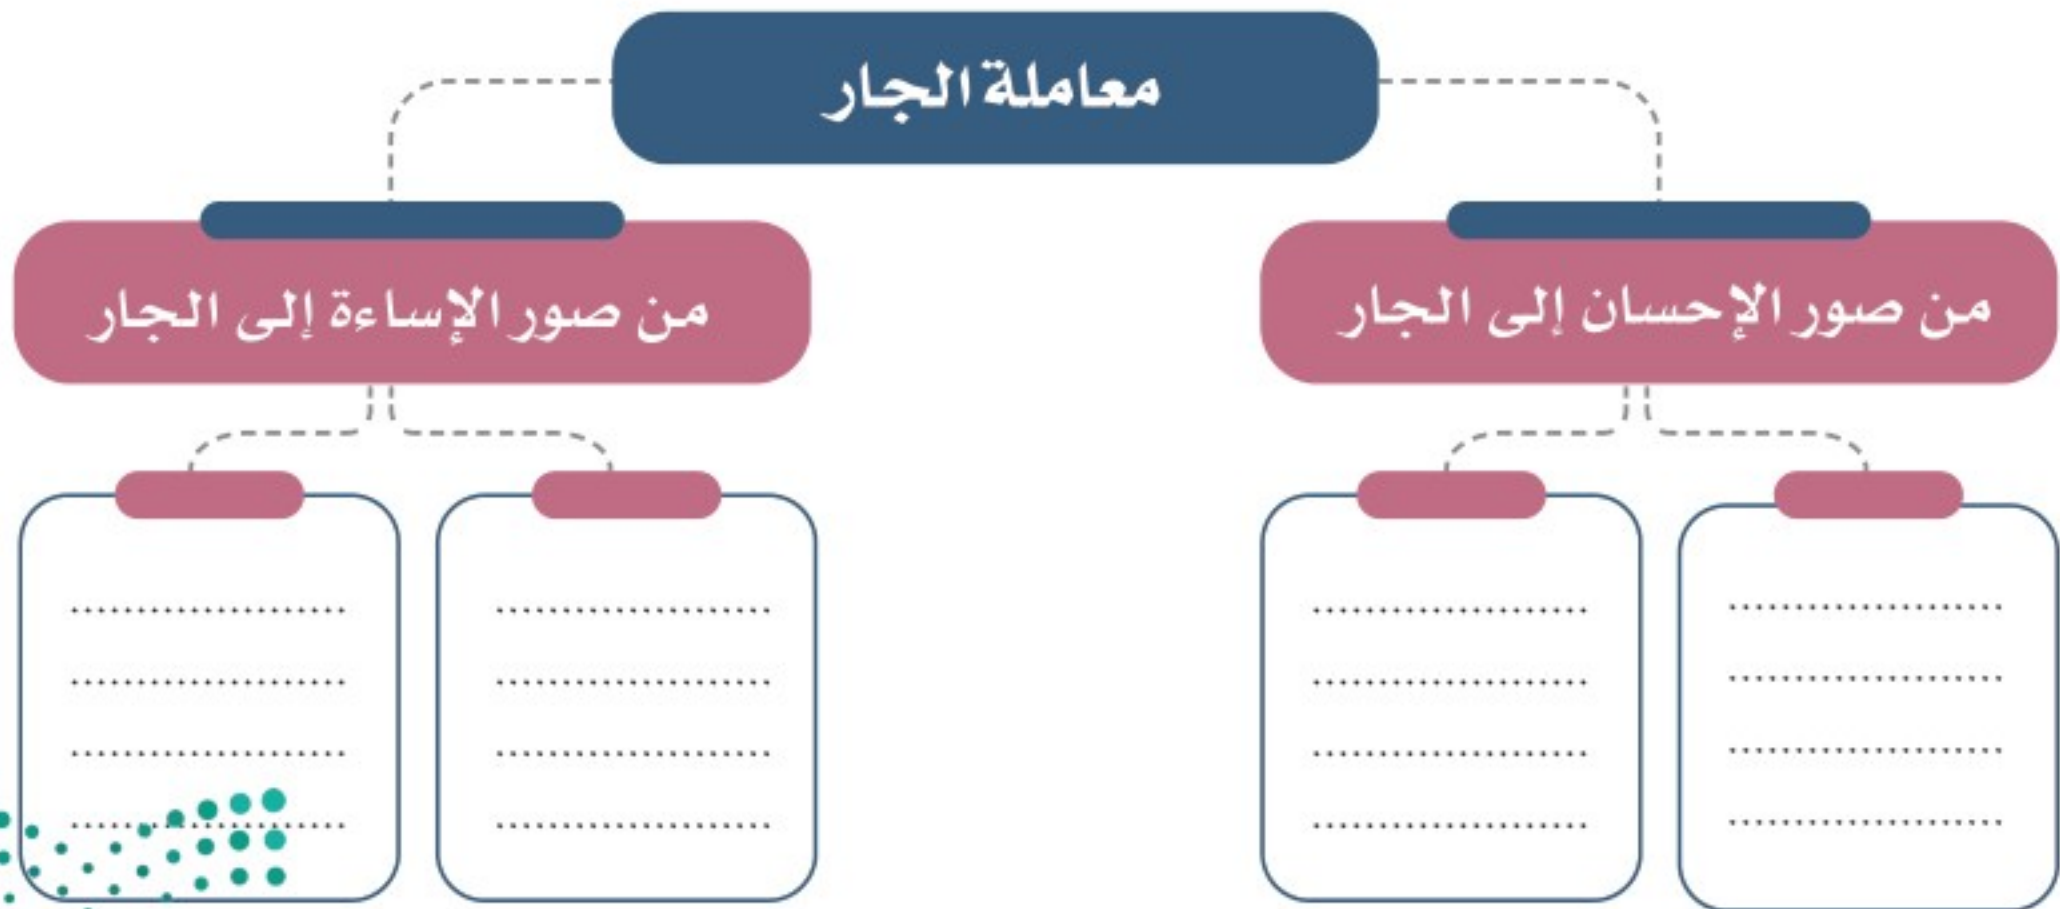 معاملة الجار
من صور الإحسان إلى الجار
من صور الإساءة إلى الجار